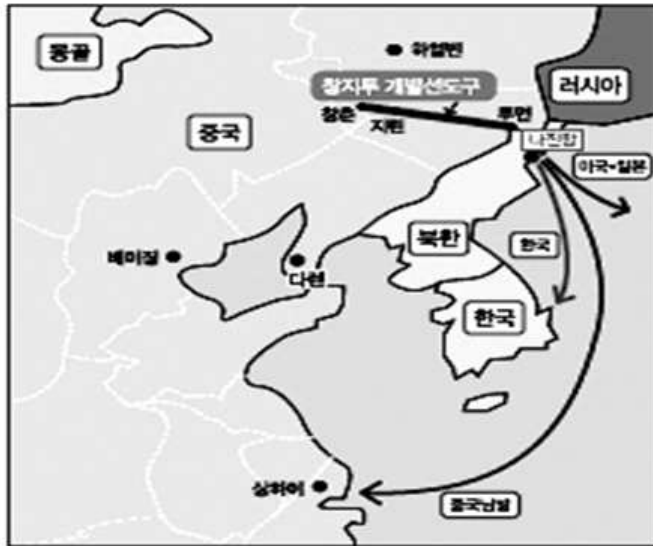 몽골
하얼빈
러시아
창지투 개발선도구
창춘
지린
투먼
중국
나진항
미국·일본
북한
한국
베이징
다롄
한국
상하이
중국남방